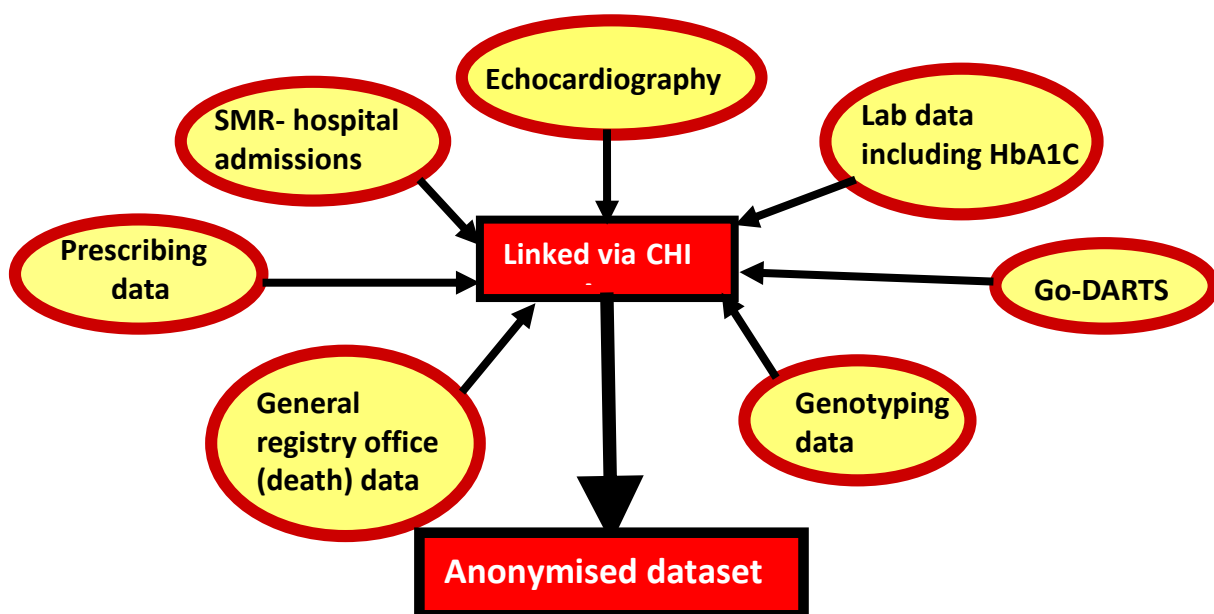 Echocardiography
SMR- hospital
admissions
Lab data
including HbA1C
Prescribing
data
Linked via CHI
-
Go-DARTS
General
registry office
(death) data
Genotyping
data
Anonymised dataset